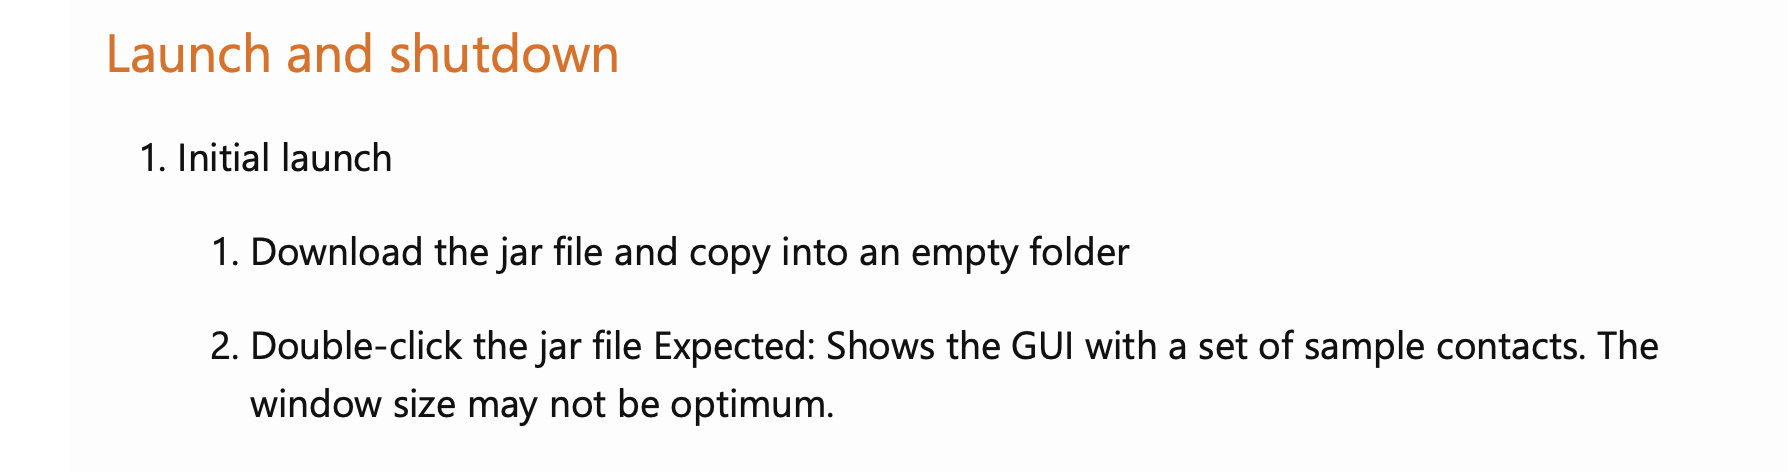 Launch and shutdown
1. Initial launch
1. Download the jar file and copy into an empty folder
2. Double-click the jar file Expected: Shows the GUI with a set of sample contacts. The
window size may not be optimum.